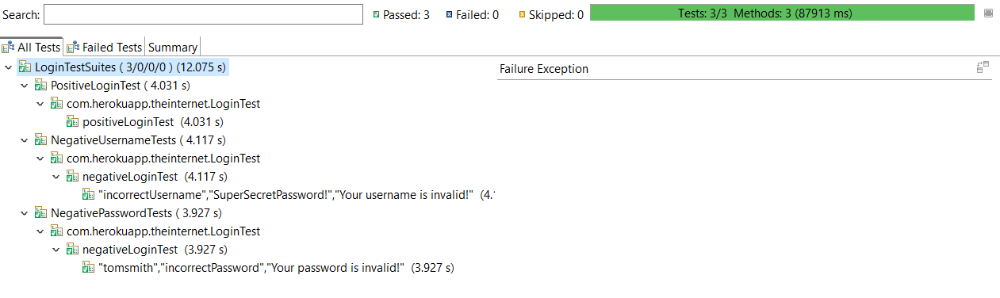 Search: Passed: 3 Failed: 0 Skipped: 0 Tests: 3/3 Methods: 3 (87913 ms)
All Tests Failed Tests Summary
LoginTestSuites ( 3/0/0/0 ) (12.075 s) Failure Exception
PositiveLoginTest ( 4.031 s)
com.herokuapp.theinternet.LoginTest
positiveLoginTest (4.031 s)
NegativeUsernameTests ( 4.117 s)
com.herokuapp.theinternet.LoginTest
negativeLoginTest (4.117 s)
"incorrectUsername","SuperSecretPassword!","Your username is invalid!" (4.
NegativePasswordTests ( 3.927 s)
com.herokuapp.theinternet.LoginTest
negativeLoginTest (3.927 s)
"tomsmith","incorrectPassword","Your password is invalid!" (3.927 s)